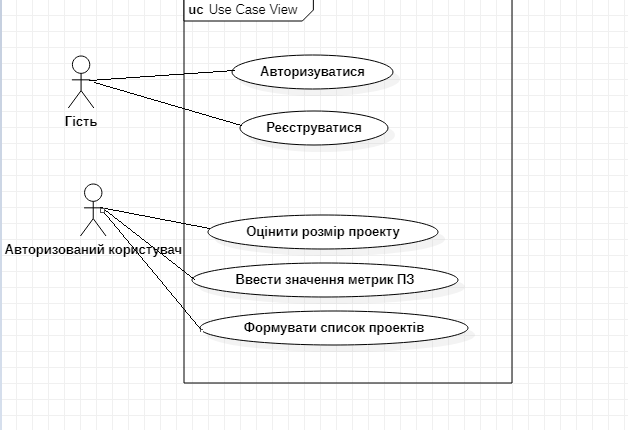 uc Use Case View
Авторизуватися
Гість
Реєструватися
Оцінити розмір проекту
Авторизований користувач
Ввести значення метрик ПЗ
Формувати список проектів